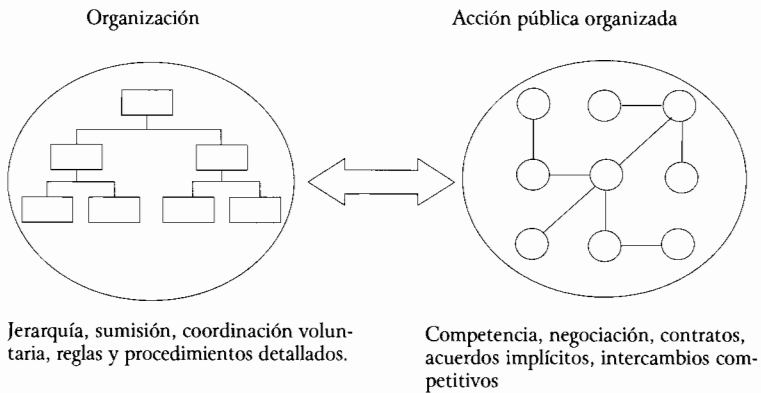 Organización
Acción pública organizada
Jerarquía, sumisión, coordinación volun-
taria, reglas y procedimientos detallados.
Competencia, negociación, contratos,
acuerdos implícitos, intercambios com-
petitivos